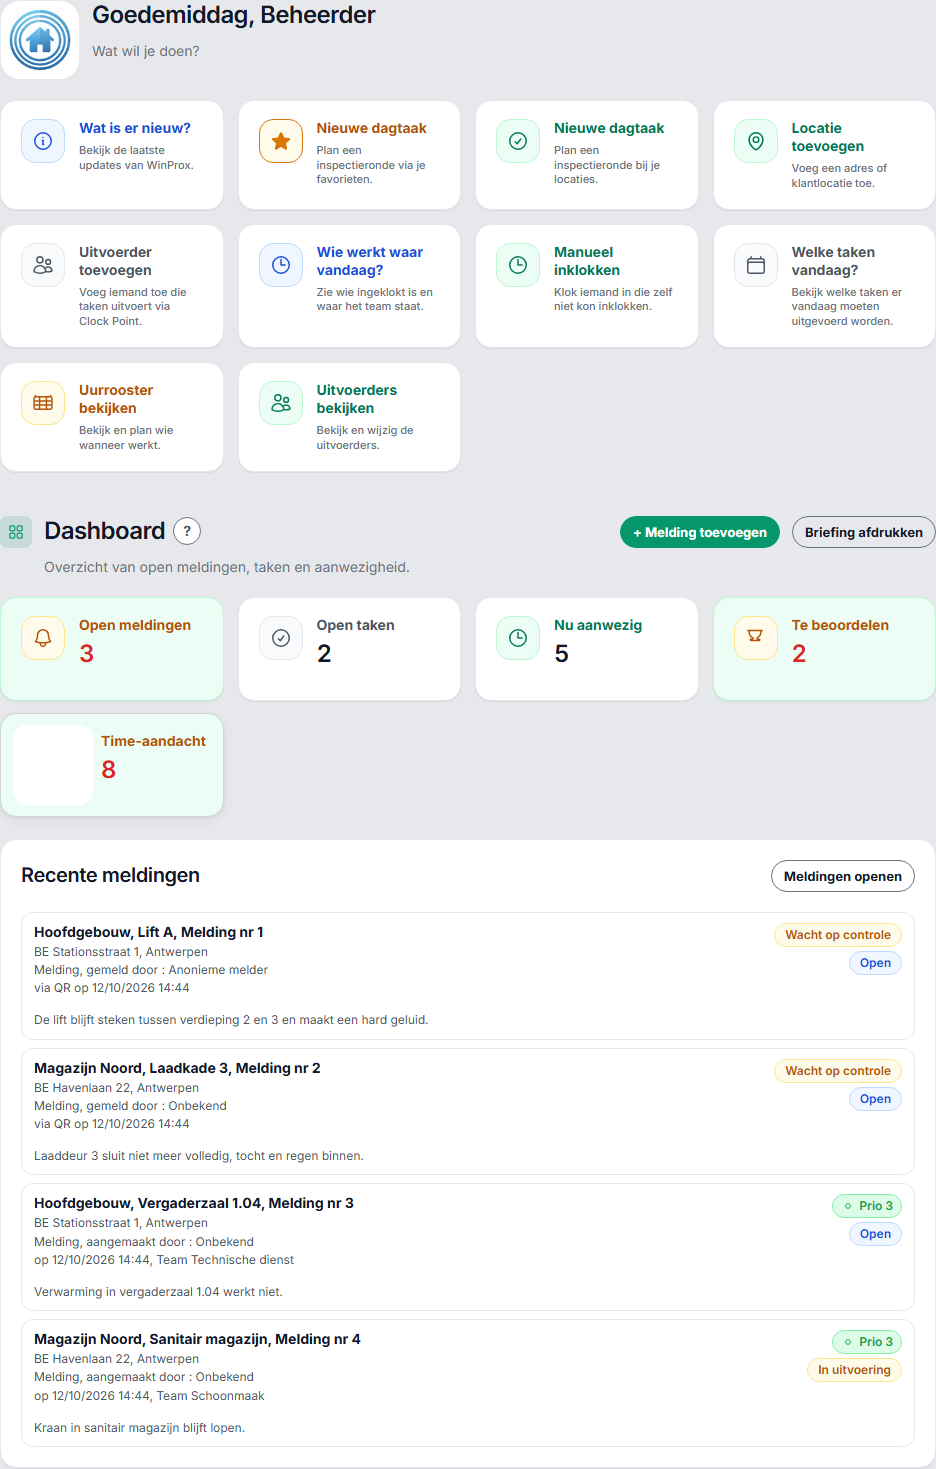 Goedemiddag, Beheerder
Wat wil je doen?
Wat is er nieuw?
Bekijk de laatste
updates van WinProx.
Nieuwe dagtaak
Plan een
inspectieronde via je
favorieten.
Nieuwe dagtaak
Plan een
inspectieronde bij je
locaties.
Locatie
toevoegen
Voeg een adres of
klantlocatie toe.
Uitvoerder
toevoegen
Voeg iemand toe die
taken uitvoert via
Clock Point.
Wie werkt waar
vandaag?
Zie wie ingeklokt is en
waar het team staat.
Manueel
inklokken
Klok iemand in die zelf
niet kon inklokken.
Welke taken
vandaag?
Bekijk welke taken er
vandaag moeten
uitgevoerd worden.
Uurrooster
bekijken
Bekijk en plan wie
wanneer werkt.
Uitvoerders
bekijken
Bekijk en wijzig de
uitvoerders.
Dashboard ?
+ Melding toevoegen
Briefing afdrukken
Overzicht van open meldingen, taken en aanwezigheid.
Open meldingen
3
Open taken
2
Nu aanwezig
5
Te beoordelen
2
Time-aandacht
8
Recente meldingen
Meldingen openen
Hoofdgebouw, Lift A, Melding nr 1
Wacht op controle
BE Stationsstraat 1, Antwerpen
Open
Melding, gemeld door : Anonieme melder
via QR op 12/10/2026 14:44
De lift blijft steken tussen verdieping 2 en 3 en maakt een hard geluid.
Magazijn Noord, Laadkade 3, Melding nr 2
Wacht op controle
BE Havenlaan 22, Antwerpen
Open
Melding, gemeld door : Onbekend
via QR op 12/10/2026 14:44
Laaddeur 3 sluit niet meer volledig, tocht en regen binnen.
Hoofdgebouw, Vergaderzaal 1.04, Melding nr 3
Prio 3
BE Stationsstraat 1, Antwerpen
Open
Melding, aangemaakt door : Onbekend
op 12/10/2026 14:44, Team Technische dienst
Verwarming in vergaderzaal 1.04 werkt niet.
Magazijn Noord, Sanitair magazijn, Melding nr 4
Prio 3
BE Havenlaan 22, Antwerpen
In uitvoering
Melding, aangemaakt door : Onbekend
op 12/10/2026 14:44, Team Schoonmaak
Kraan in sanitair magazijn blijft lopen.